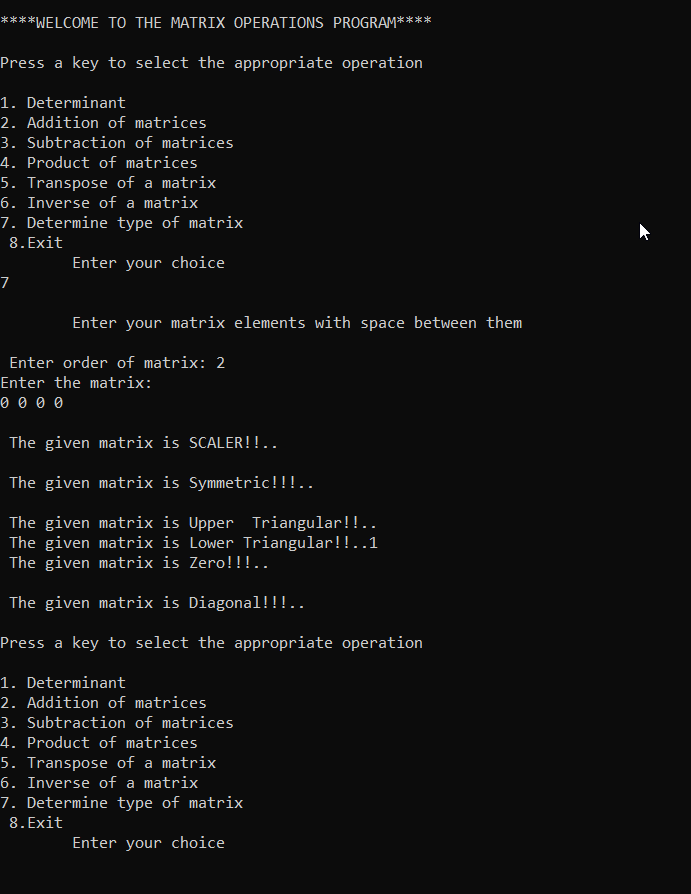 ****WELCOME TO THE MATRIX OPERATIONS PROGRAM****
Press a key to select the appropriate operation
1. Determinant
2. Addition of matrices
3. Subtraction of matrices
4. Product of matrices
5. Transpose of a matrix
6. Inverse of a matrix
7. Determine type of matrix
8.Exit
Enter your choice
7
Enter your matrix elements with space between them
Enter order of matrix: 2
Enter the matrix:
0 0 0 0
The given matrix is SCALER!!..
The given matrix is Symmetric!!!..
The given matrix is Upper  Triangular!!..
The given matrix is Lower Triangular!!..1
The given matrix is Zero!!!..
The given matrix is Diagonal!!!..
Press a key to select the appropriate operation
1. Determinant
2. Addition of matrices
3. Subtraction of matrices
4. Product of matrices
5. Transpose of a matrix
6. Inverse of a matrix
7. Determine type of matrix
8.Exit
Enter your choice